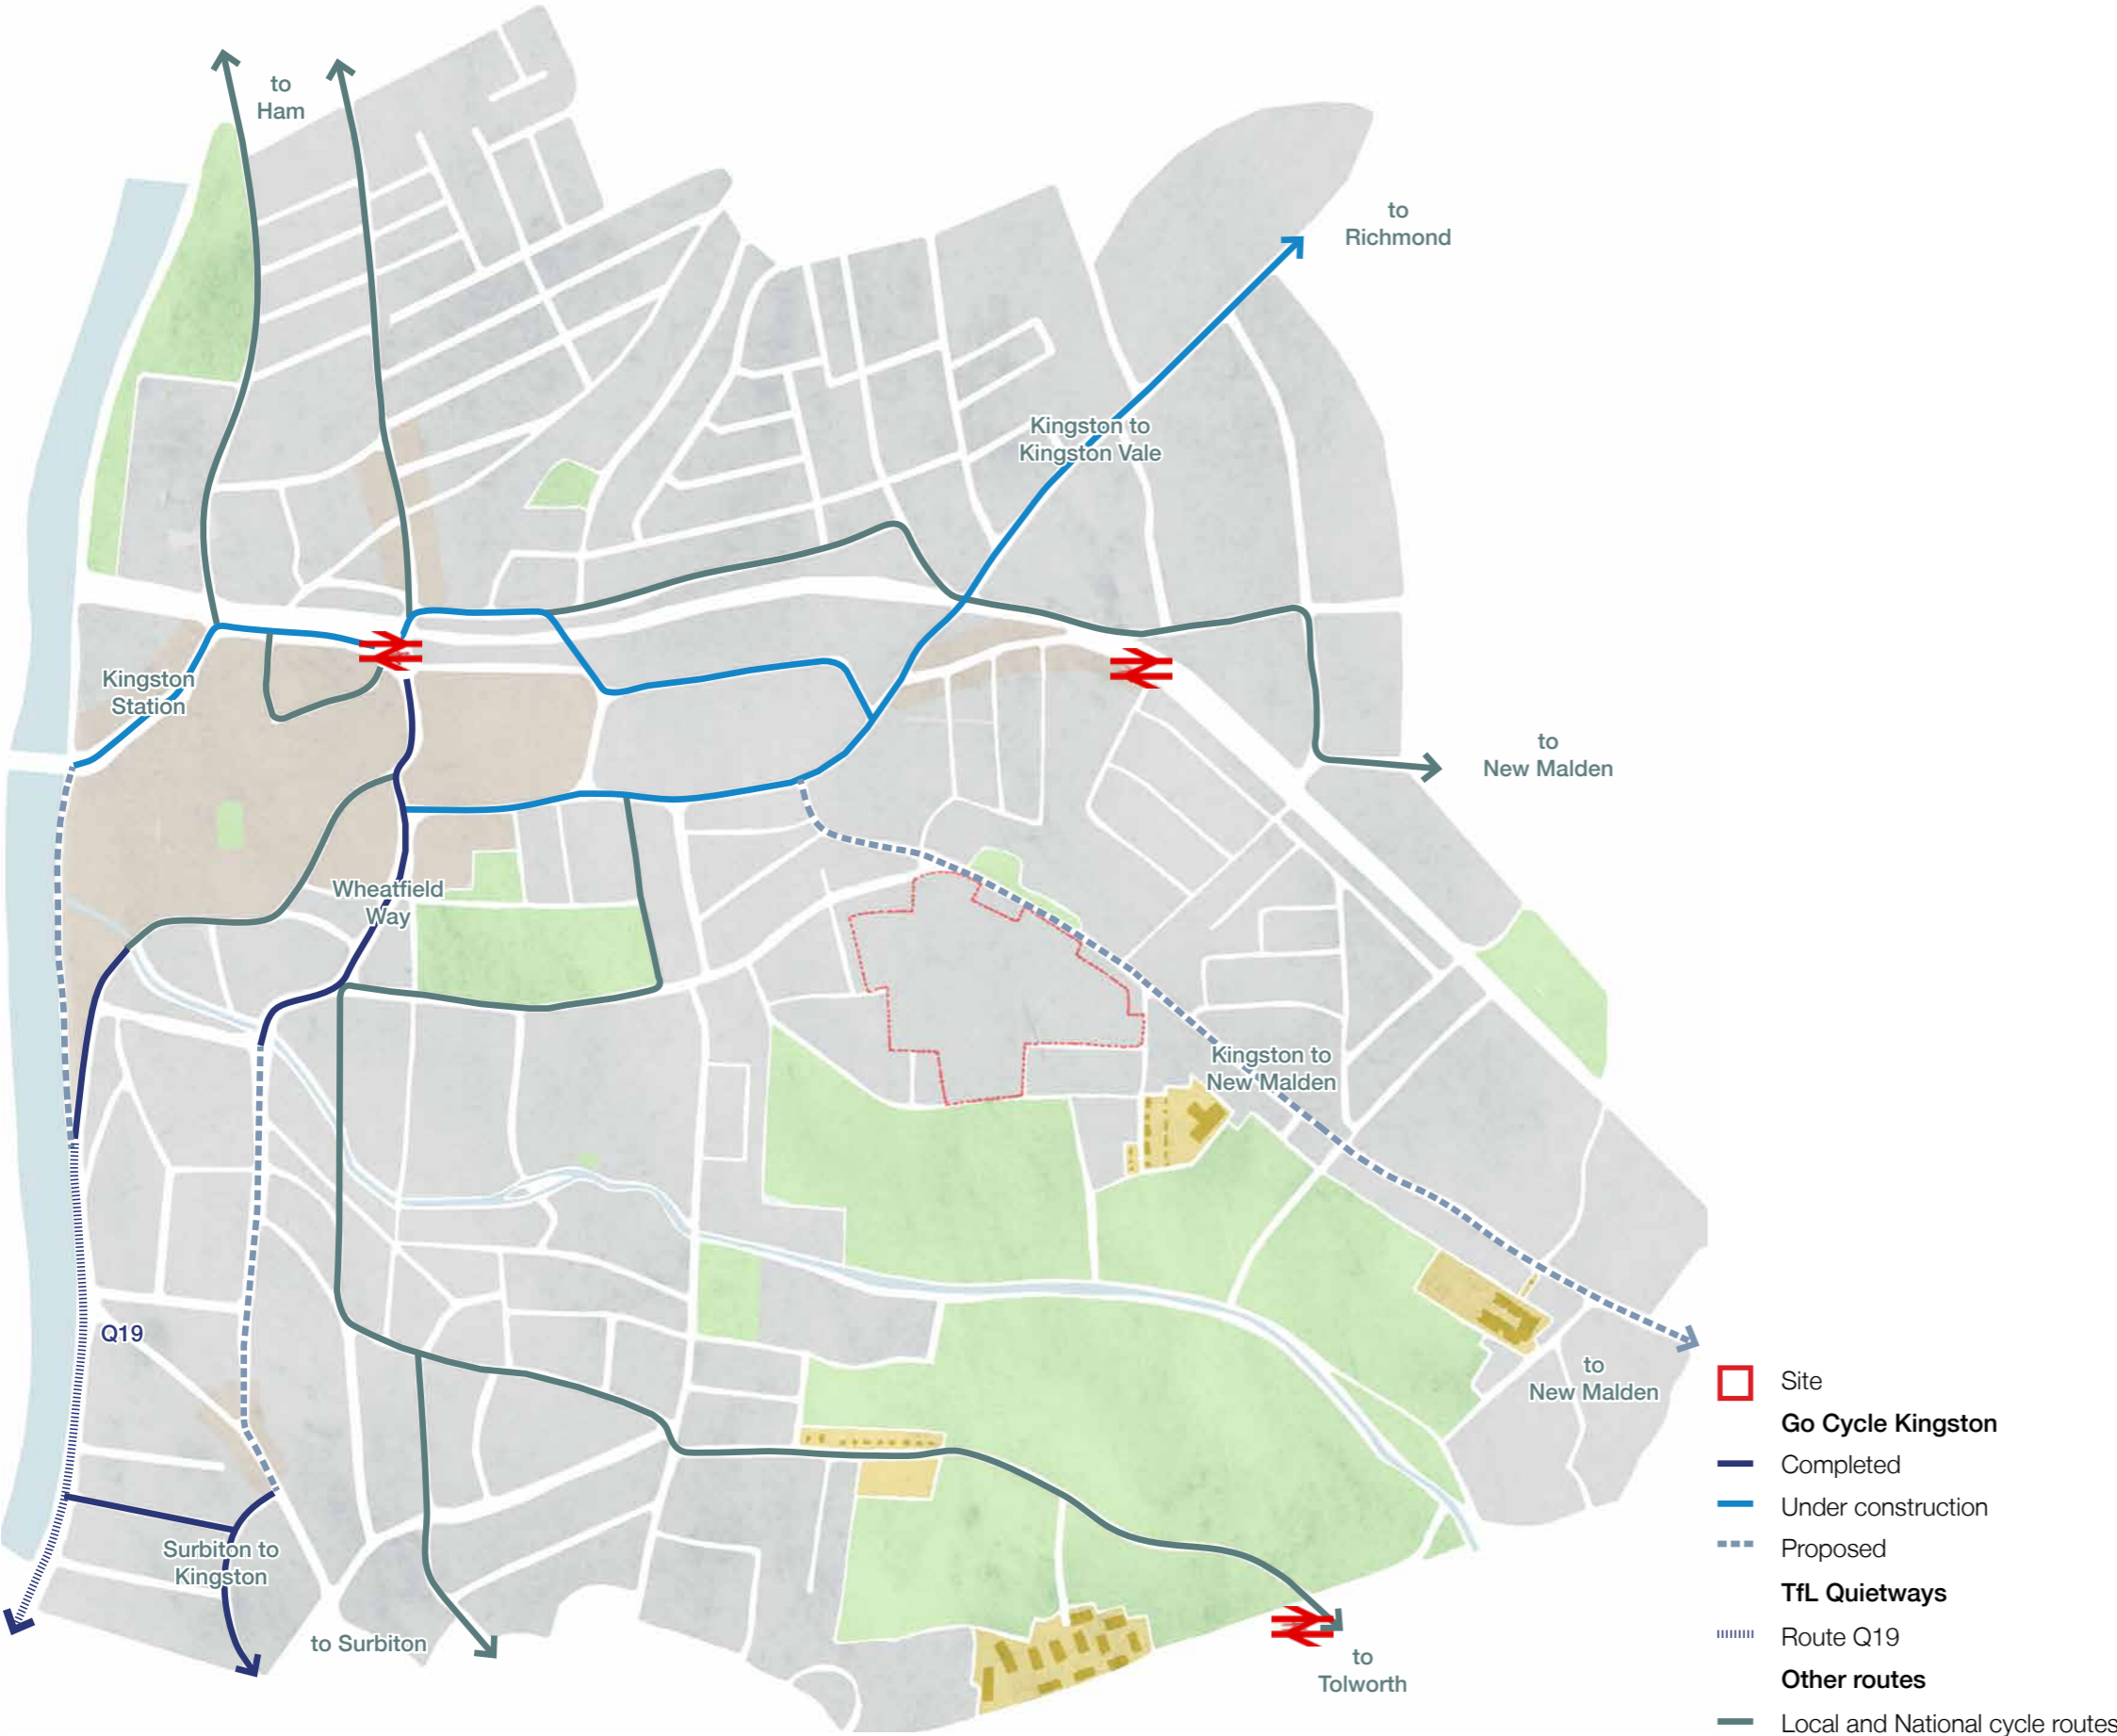 to
Ham
to
Richmond
Kingston to
Kingston Vale
Kingston
Station
to
New Malden
Wheatfield
Way
Kingston to
New Malden
Q19
to
New Malden
Surbiton to
Kingston
to Surbiton
to
Tolworth
Site
Go Cycle Kingston
Completed
Under construction
Proposed
TfL Quietways
Route Q19
Other routes
Local and National cycle routes